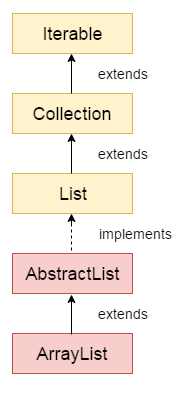 Iterable
extends
Collection
extends
List
implements
AbstractList
extends
ArrayList